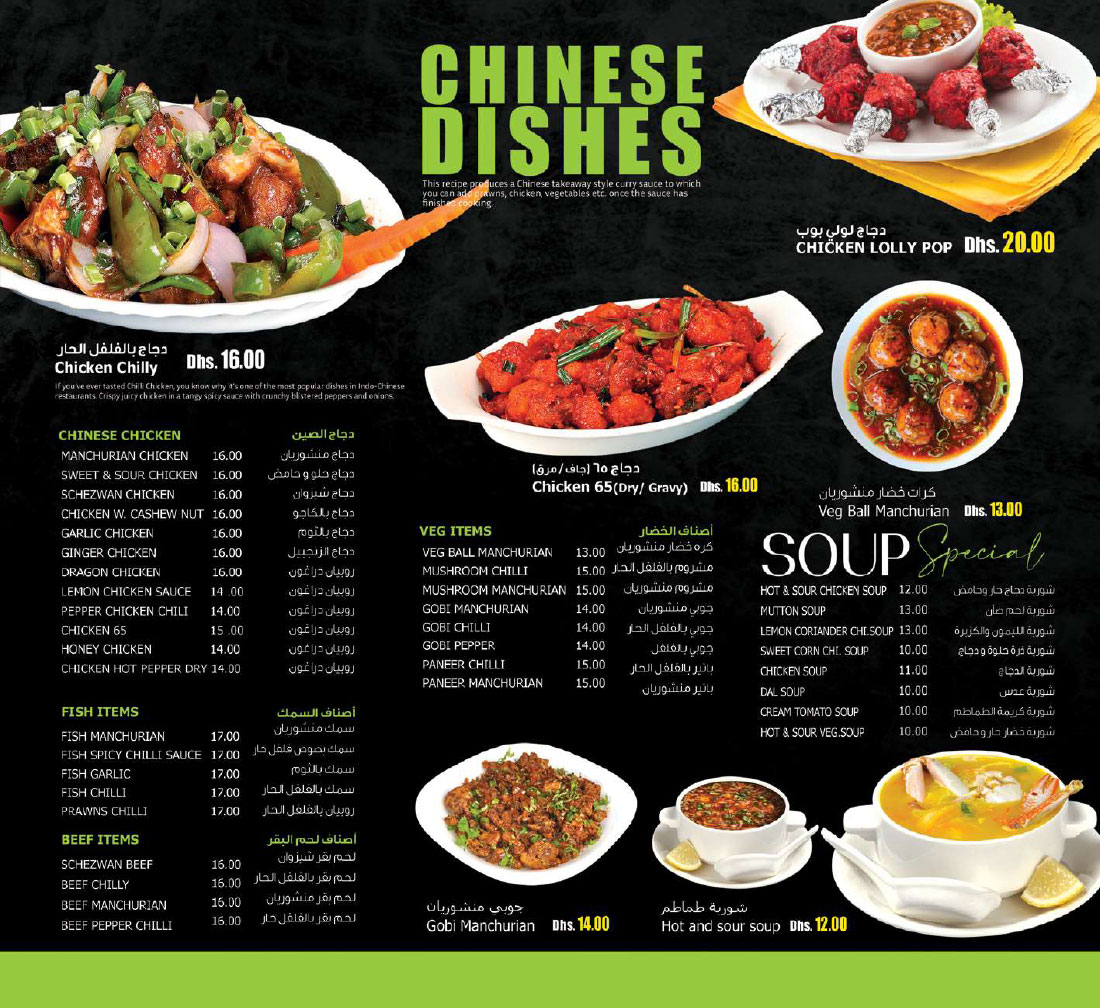 CHINESE
DISHES
This recipe produces a Chinese takeaway style curry sauce to which
you can add prawns, chicken, vegetables etc. once the sauce has
finished cooking.
دجاج لولي بوب
CHICKEN LOLLY POP Dhs. 20.00
دجاج بالفلفل الحار
Chicken Chilly Dhs. 16.00
If you've ever tasted Chilli Chicken, you know why it's one of the most popular dishes in Indo-Chinese
restaurants. Crispy juicy chicken in a tangy spicy sauce with crunchy blistered peppers and onions.
CHINESE CHICKEN دجاج الصين
MANCHURIAN CHICKEN 16.00 دجاج منشوريان
SWEET & SOUR CHICKEN 16.00 دجاج حلو و حامض
SCHEZWAN CHICKEN 16.00 دجاج شيزوان
CHICKEN W. CASHEW NUT 16.00 دجاج بالكاجو
GARLIC CHICKEN 16.00 دجاج بالثوم
GINGER CHICKEN 16.00 دجاج الزنجبيل
DRAGON CHICKEN 16.00 روبيان دراغون
LEMON CHICKEN SAUCE 14 .00 روبيان دراغون
PEPPER CHICKEN CHILI 14.00 روبيان دراغون
CHICKEN 65 15 .00 روبيان دراغون
HONEY CHICKEN 14.00 روبيان دراغون
CHICKEN HOT PEPPER DRY 14.00 روبيان دراغون
FISH ITEMS أصناف السمك
FISH MANCHURIAN 17.00 سمك منشوريان
FISH SPICY CHILLI SAUCE 17.00 سمك بصوص فلفل حار
FISH GARLIC 17.00 سمك بالثوم
FISH CHILLI 17.00 سمك بالفلفل الحار
PRAWNS CHILLI 17.00 روبيان بالفلفل الحار
BEEF ITEMS أصناف لحم البقر
SCHEZWAN BEEF 16.00 لحم بقر شيزوان
BEEF CHILLY 16.00 لحم بقر بالفلفل الحار
BEEF MANCHURIAN 16.00 لحم بقر منشوريان
BEEF PEPPER CHILLI 16.00 لحم بقر بالفلفل حار
دجاج ٦٥ (جاف/مرق)
Chicken 65(Dry/ Gravy) Dhs. 16.00
كرات خضار منشوريان
Veg Ball Manchurian Dhs. 13.00
VEG ITEMS أصناف الخضار
VEG BALL MANCHURIAN 13.00 كره خضار منشوريان
MUSHROOM CHILLI 15.00 مشروم بالفلفل الحار
MUSHROOM MANCHURIAN 15.00 مشروم منشوريان
GOBI MANCHURIAN 14.00 جوبي منشوريان
GOBI CHILLI 14.00 جوبي بالفلفل الحار
GOBI PEPPER 14.00 جوبي بالفلفل
PANEER CHILLI 15.00 بانير بالفلفل الحار
PANEER MANCHURIAN 15.00 بانير منشوريان
SOUP Special
HOT & SOUR CHICKEN SOUP 12.00 شوربة دجاج حار وحامض
MUTTON SOUP 13.00 شوربة لحم ضان
LEMON CORIANDER CHI.SOUP 13.00 شوربة الليمون والكزبرة
SWEET CORN CHI. SOUP 10.00 شوربة ذرة حلوة و دجاج
CHICKEN SOUP 11.00 شوربة الدجاج
DAL SOUP 10.00 شوربة عدس
CREAM TOMATO SOUP 10.00 شوربة كريمة الطماطم
HOT & SOUR VEG.SOUP 10.00 شوربة خضار حار و حامض
جوبي منشوريان
Gobi Manchurian Dhs. 14.00
شوربة طماطم
Hot and sour soup Dhs. 12.00